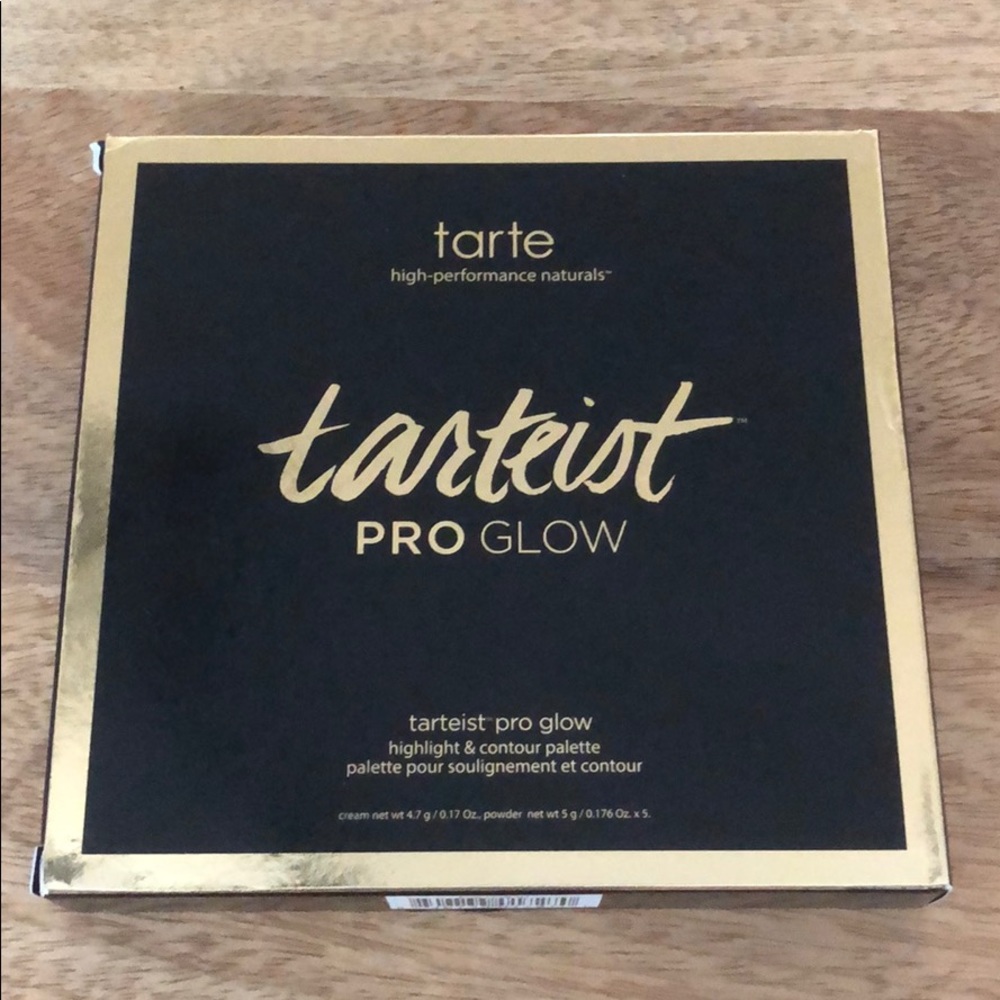 tarte
high-performance naturals™
tarteist™
PRO GLOW
tarteist™ pro glow
highlight & contour palette
palette pour soulignement et contour
cream net wt 4.7 g / 0.17 Oz., powder net wt 5 g / 0.176 Oz. x 5.